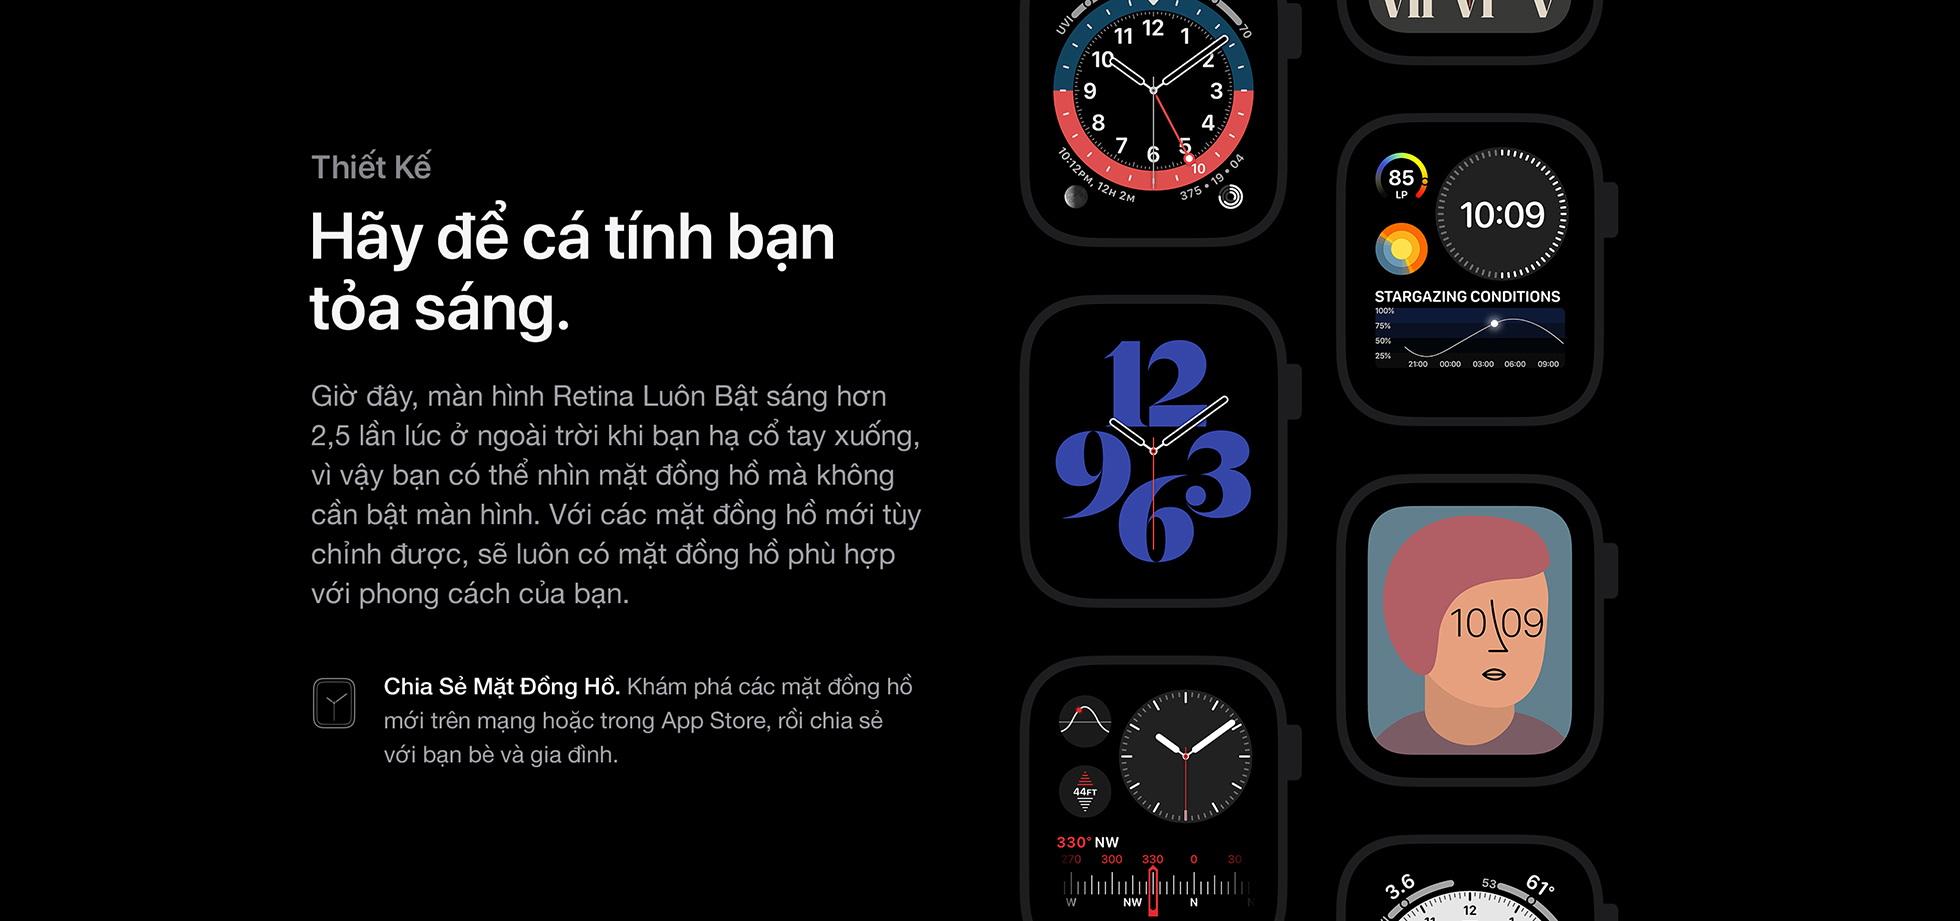 Thiết Kế
Hãy để cá tính bạn
tỏa sáng.
Giờ đây, màn hình Retina Luôn Bật sáng hơn
2,5 lần lúc ở ngoài trời khi bạn hạ cổ tay xuống,
vì vậy bạn có thể nhìn mặt đồng hồ mà không
cần bật màn hình. Với các mặt đồng hồ mới tùy
chỉnh được, sẽ luôn có mặt đồng hồ phù hợp
với phong cách của bạn.
Chia Sẻ Mặt Đồng Hồ. Khám phá các mặt đồng hồ
mới trên mạng hoặc trong App Store, rồi chia sẻ
với bạn bè và gia đình.
UVI
70
12
1
2
3
4
5
6
7
8
9
10
11
10
10:12PM, 12H 2M
375 • 19 • 04
12
3
6
9
44FT
330° NW
270 300 330 0 30
W NW N N
VII VI V
85
LP
10:09
STARGAZING CONDITIONS
100%
75%
50%
25%
21:00 00:00 03:00 06:00 09:00
10 09
3.6
53
61°
11 12 1